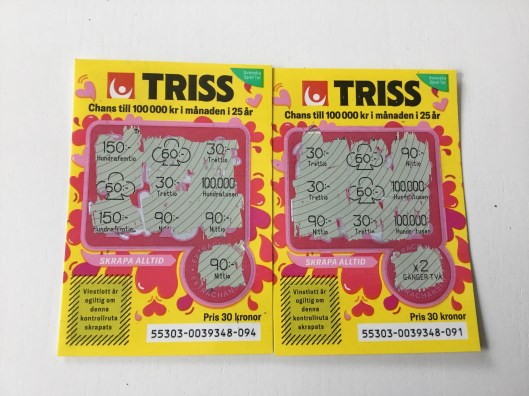 Svenska
Spel Tur
TRISS
Chans till 100 000 kr i månaden i 25 år
150:-
Hundrafemtio
60:-
30:-
Trettio
60:-
30:-
Trettio
100.000
Hundratusen
150:-
Hundrafemtio
90:-
Nittio
90:-
Nittio
SKRAPA ALLTID
90:-
Nittio
Vinstlott är
ogiltig om
denna
kontrollruta
skrapats
Pris 30 kronor
55303-0039348-094
Svenska
Spel Tur
TRISS
Chans till 100 000 kr i månaden i 25 år
30:-
Trettio
60:-
90:-
Nittio
30:-
Trettio
60:-
100.000
Hundratusen
90:-
Nittio
30:-
Trettio
100.000
Hundratusen
SKRAPA ALLTID
x2
GÅNGER TVÅ
Vinstlott är
ogiltig om
denna
kontrollruta
skrapats
Pris 30 kronor
55303-0039348-091